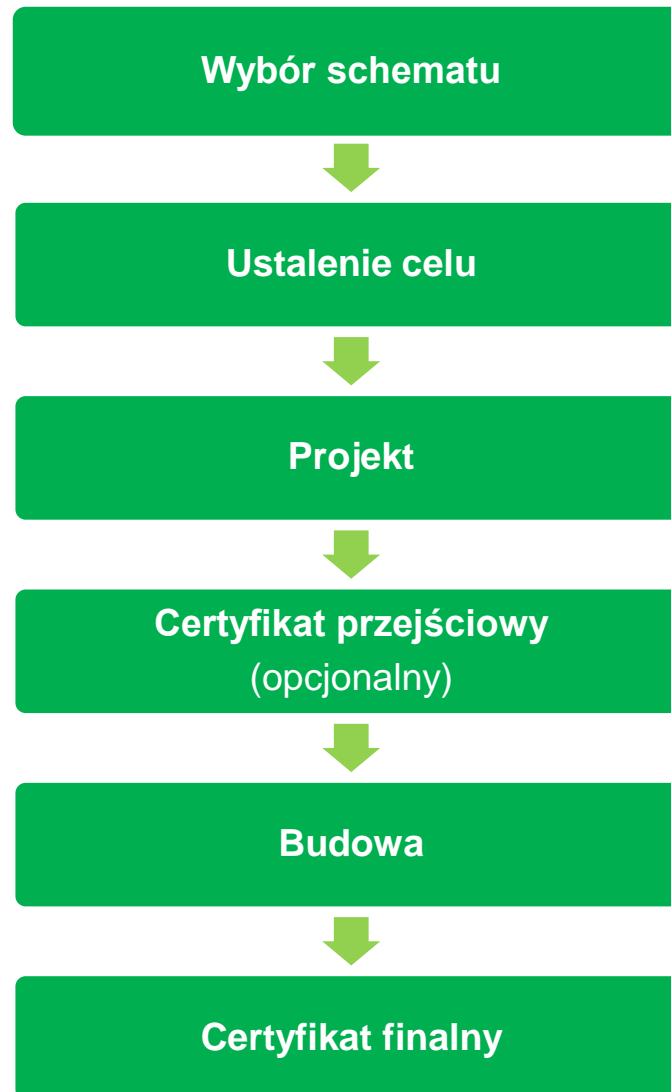 Wybór schematu
Ustalenie celu
Projekt
Certyfikat przejściowy
(opcjonalny)
Budowa
Certyfikat finalny